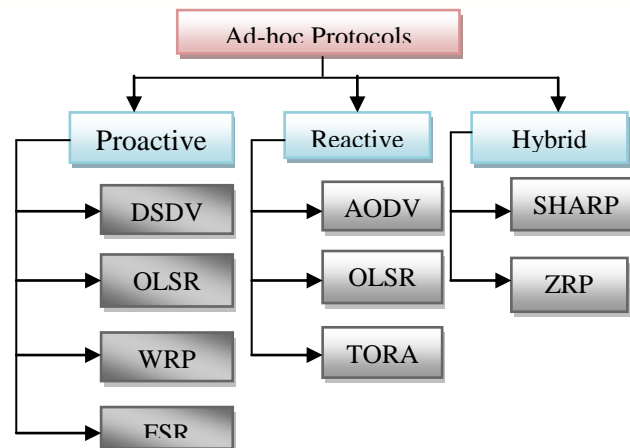 Ad-hoc Protocols
Proactive
Reactive
Hybrid
DSDV
AODV
SHARP
OLSR
OLSR
ZRP
WRP
TORA
FSR